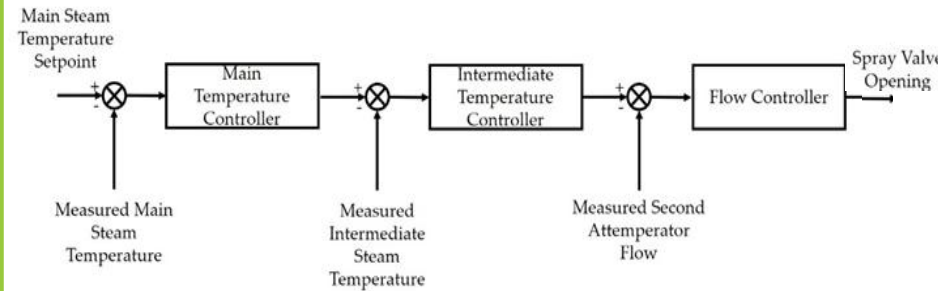 Main Steam
Temperature
Setpoint
+
-
Main
Temperature
Controller
+
-
Intermediate
Temperature
Controller
+
-
Flow Controller
Spray Valve
Opening
Measured Main
Steam
Temperature
Measured
Intermediate
Steam
Temperature
Measured Second
Attemperator
Flow